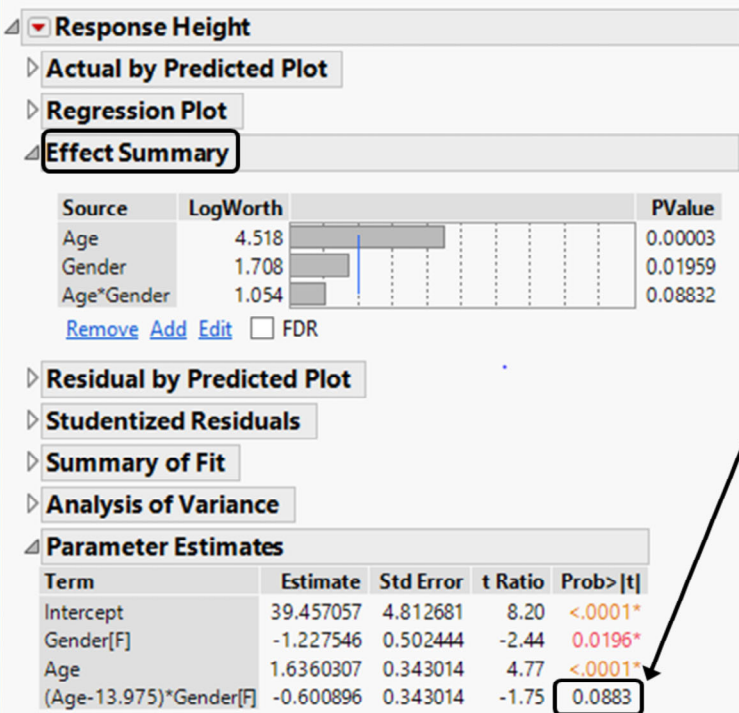 Response Height
Actual by Predicted Plot
Regression Plot
Effect Summary
Source LogWorth PValue
Age 4.518 0.00003
Gender 1.708 0.01959
Age*Gender 1.054 0.08832
Remove Add Edit FDR
Residual by Predicted Plot
Studentized Residuals
Summary of Fit
Analysis of Variance
Parameter Estimates
Term Estimate Std Error t Ratio Prob>|t|
Intercept 39.457057 4.812681 8.20 <.0001*
Gender[F] -1.227546 0.502444 -2.44 0.0196*
Age 1.6360307 0.343014 4.77 <.0001*
(Age-13.975)*Gender[F] -0.600896 0.343014 -1.75 0.0883